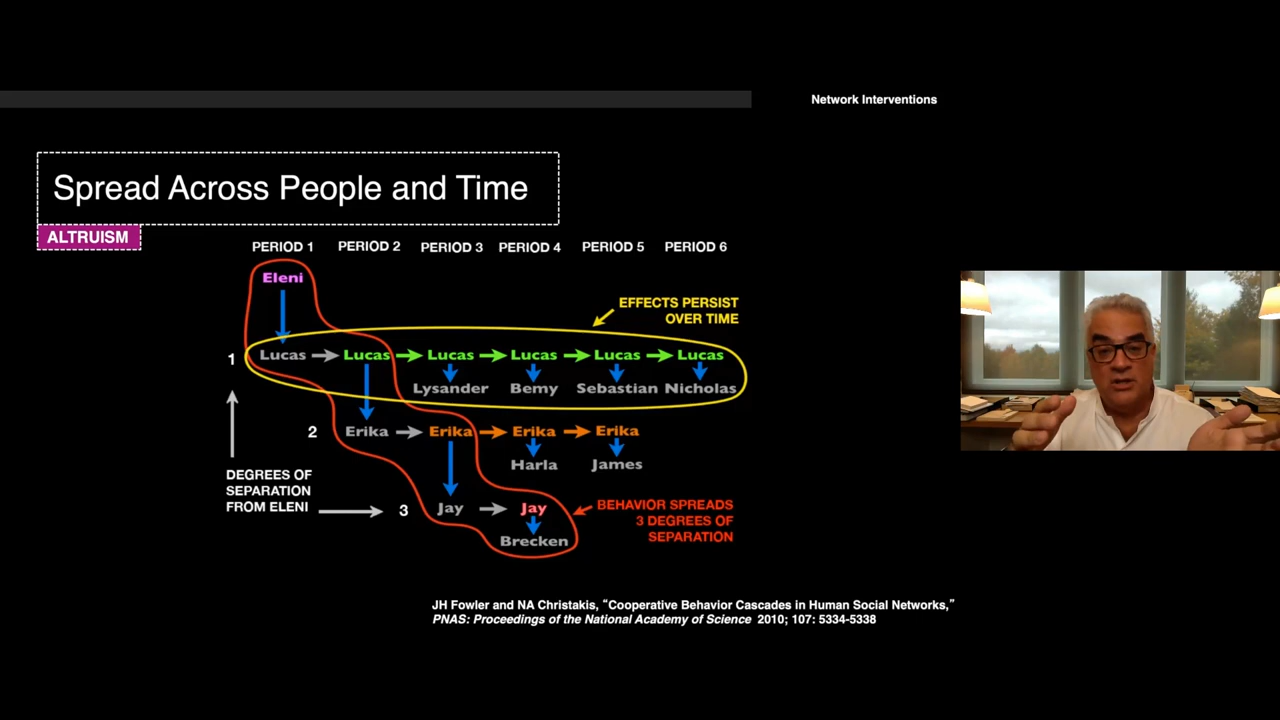 Network Interventions
Spread Across People and Time
ALTRUISM
PERIOD 1 PERIOD 2 PERIOD 3 PERIOD 4 PERIOD 5 PERIOD 6
Eleni
EFFECTS PERSIST
OVER TIME
1 Lucas Lucas Lucas Lucas Lucas Lucas
Lysander Bemy Sebastian Nicholas
2 Erika Erika Erika Erika
Harla James
DEGREES OF
SEPARATION
FROM ELENI
3 Jay Jay
Brecken
BEHAVIOR SPREADS
3 DEGREES OF
SEPARATION
JH Fowler and NA Christakis, “Cooperative Behavior Cascades in Human Social Networks,”
PNAS: Proceedings of the National Academy of Science 2010; 107: 5334-5338